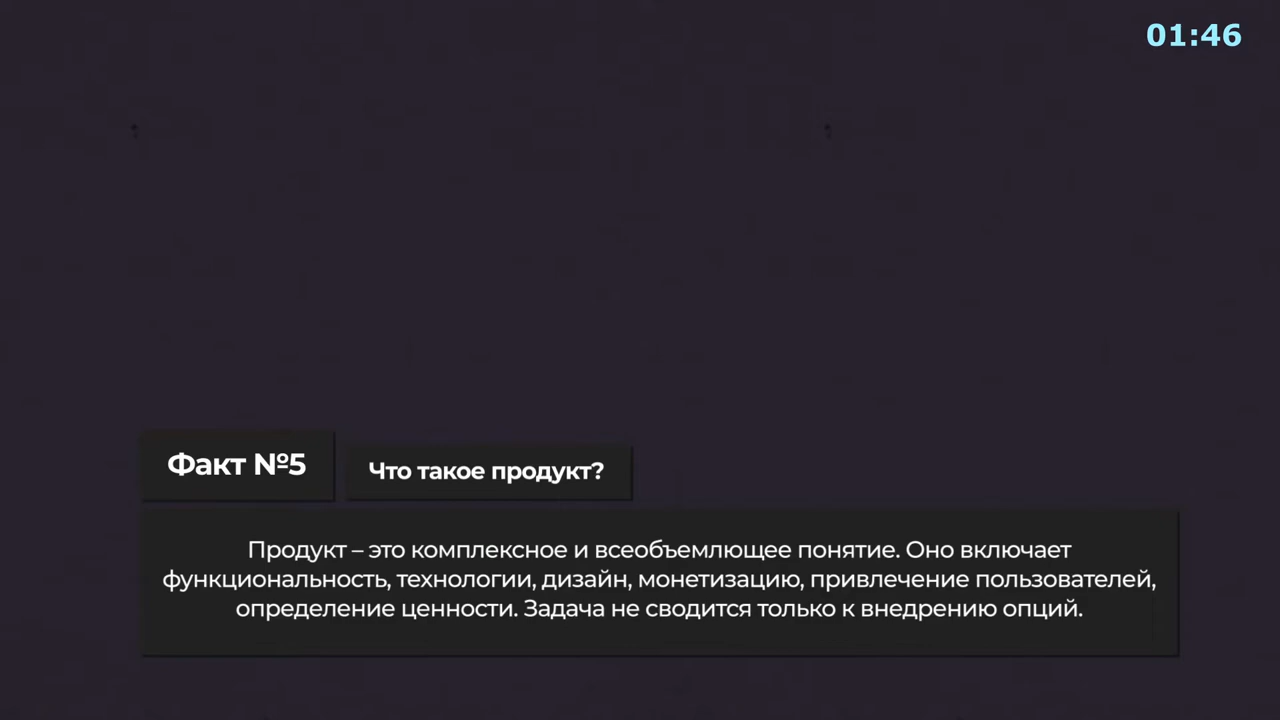 01:46
Факт №5
Что такое продукт?
Продукт – это комплексное и всеобъемлющее понятие. Оно включает
функциональность, технологии, дизайн, монетизацию, привлечение пользователей,
определение ценности. Задача не сводится только к внедрению опций.